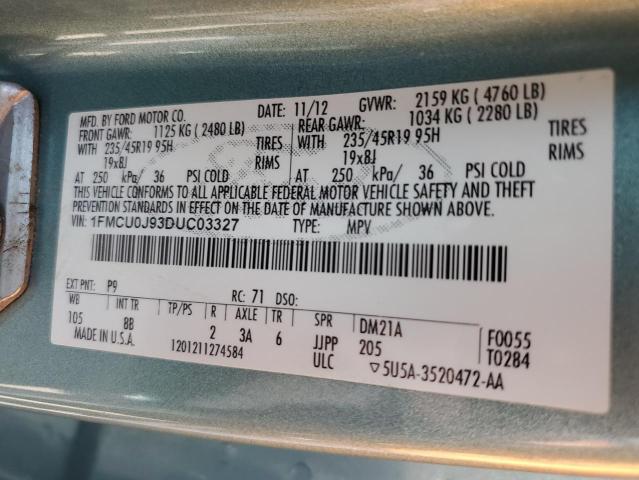 MFD. BY FORD MOTOR CO. DATE: 11/12 GVWR: 2159 KG ( 4760 LB)
FRONT GAWR: 1125 KG ( 2480 LB) REAR GAWR: 1034 KG ( 2280 LB)
WITH 235/45R19 95H TIRES WITH 235/45R19 95H TIRES
19x8J RIMS 19x8J RIMS
AT 250 kPa/ 36 PSI COLD AT 250 kPa/ 36 PSI COLD
THIS VEHICLE CONFORMS TO ALL APPLICABLE FEDERAL MOTOR VEHICLE SAFETY AND THEFT
PREVENTION STANDARDS IN EFFECT ON THE DATE OF MANUFACTURE SHOWN ABOVE.
VIN: 1FMCU0J93DUC03327 TYPE: MPV
EXT PNT: P9 RC: 71 DSO:
WB INT TR TP/PS R AXLE TR SPR DM21A F0055
105 8B 2 3A 6 JJPP 205 T0284
MADE IN U.S.A. 1201211274584 ULC ▽5U5A-3520472-AA